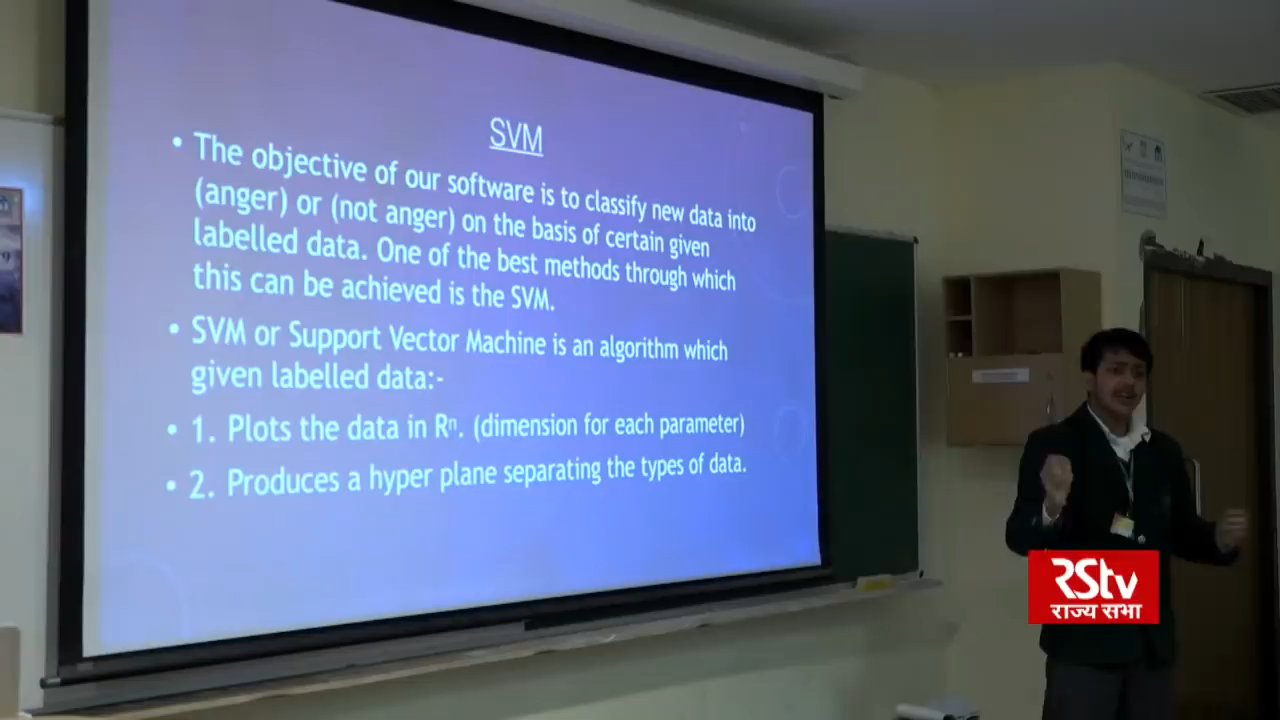 SVM
• The objective of our software is to classify new data into
(anger) or (not anger) on the basis of certain given
labelled data. One of the best methods through which
this can be achieved is the SVM.
• SVM or Support Vector Machine is an algorithm which
given labelled data:-
• 1. Plots the data in Rⁿ. (dimension for each parameter)
• 2. Produces a hyper plane separating the types of data.
RStv
राज्य सभा